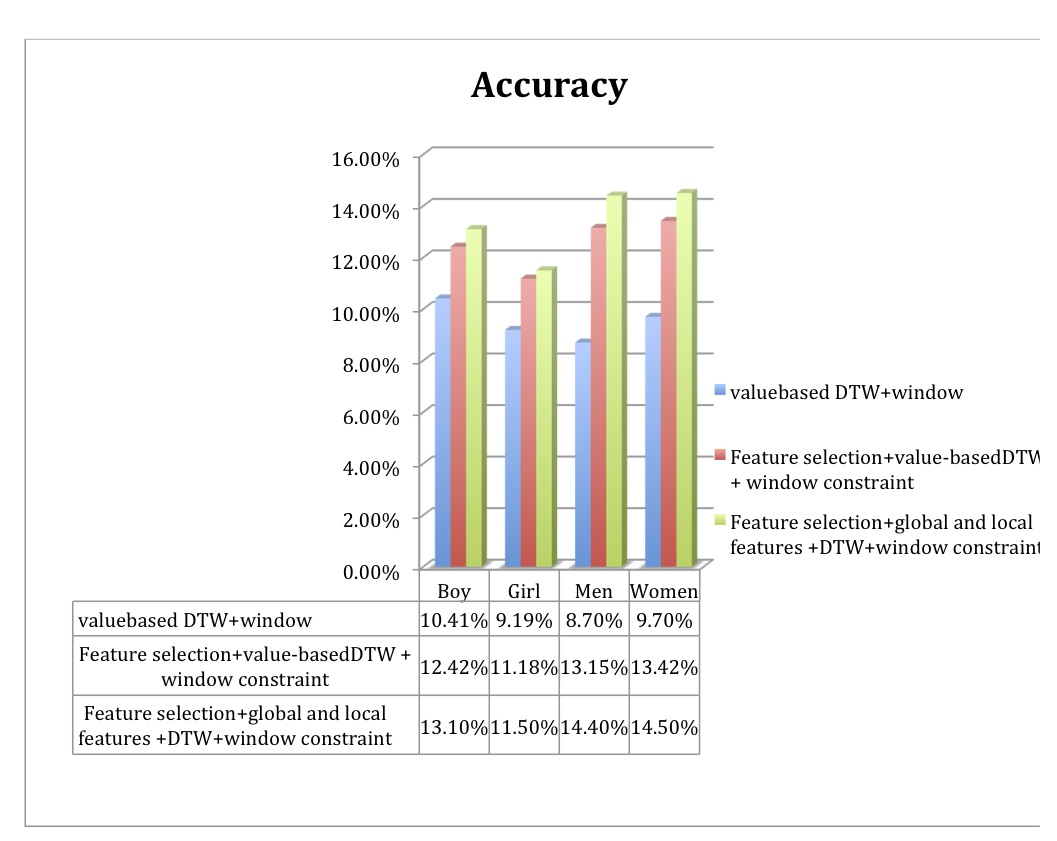 Accuracy
16.00%
14.00%
12.00%
10.00%
8.00%
6.00%
4.00%
2.00%
0.00%
valuebased DTW+window
Feature selection+value-basedDTW
+ window constraint
Feature selection+global and local
features +DTW+window constraint
Boy Girl Men Women
valuebased DTW+window 10.41% 9.19% 8.70% 9.70%
Feature selection+value-basedDTW +
window constraint 12.42% 11.18% 13.15% 13.42%
Feature selection+global and local
features +DTW+window constraint 13.10% 11.50% 14.40% 14.50%